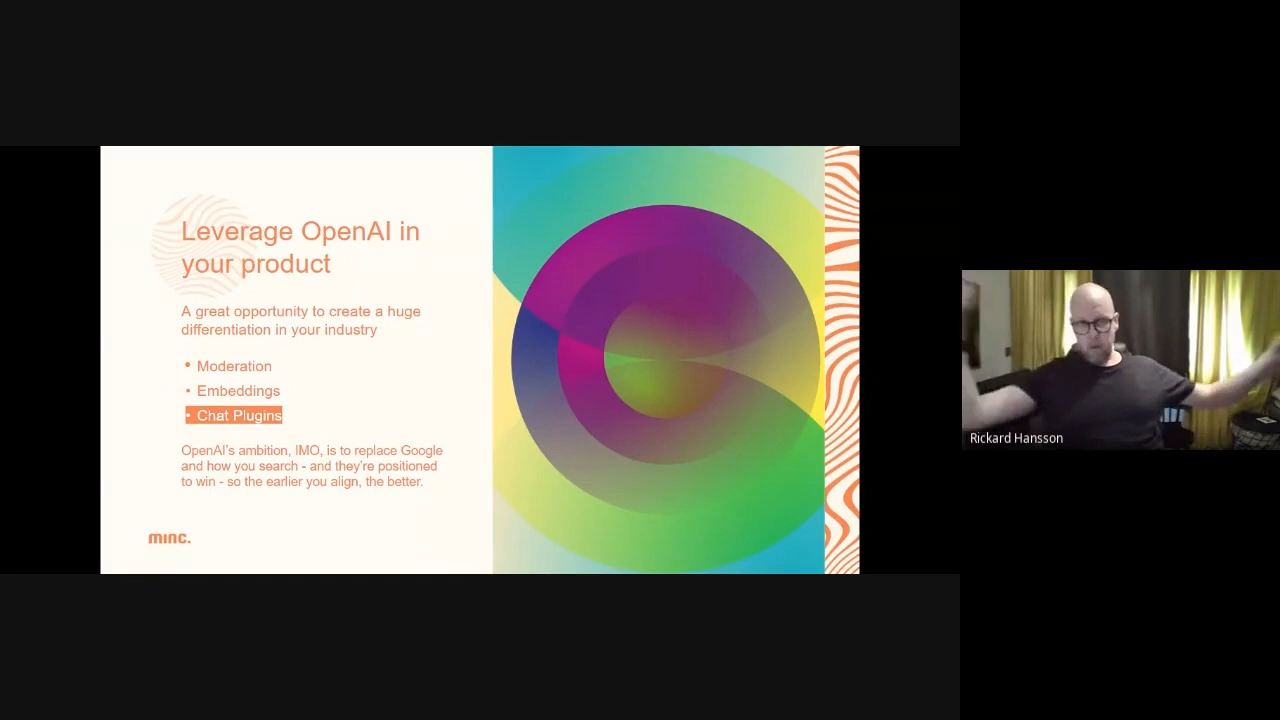 Leverage OpenAI in
your product
A great opportunity to create a huge
differentiation in your industry
• Moderation
• Embeddings
• Chat Plugins
OpenAI's ambition, IMO, is to replace Google
and how you search - and they're positioned
to win - so the earlier you align, the better.
minc.
Rickard Hansson